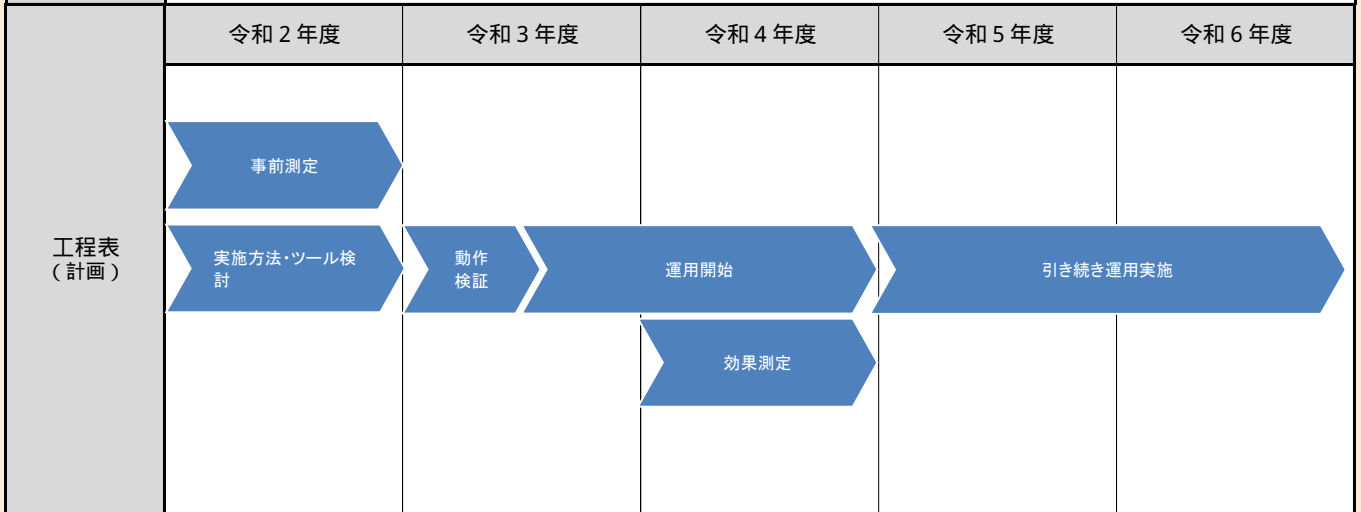 令和２年度
令和３年度
令和４年度
令和５年度
令和６年度
工程表
（計画）
事前測定
実施方法・ツール検
討
動作
検証
運用開始
引き続き運用実施
効果測定